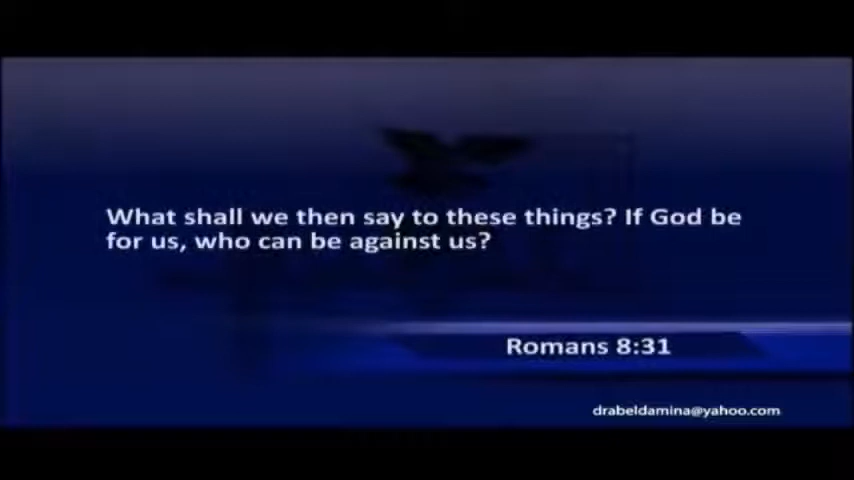 What shall we then say to these things? If God be
for us, who can be against us?
Romans 8:31
drabeldamina@yahoo.com